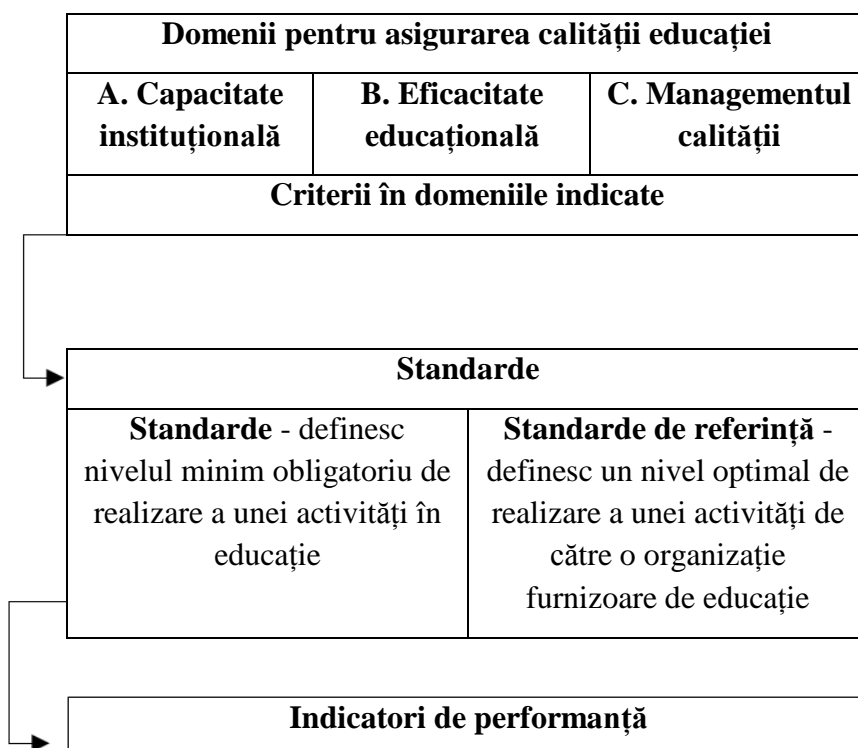 Domenii pentru asigurarea calității educației
A. Capacitate
instituțională
B. Eficacitate
educațională
C. Managementul
calității
Criterii în domeniile indicate
Standarde
Standarde - definesc
nivelul minim obligatoriu de
realizare a unei activități în
educație
Standarde de referință -
definesc un nivel optimal de
realizare a unei activități de
către o organizație
furnizoare de educație
Indicatori de performanță